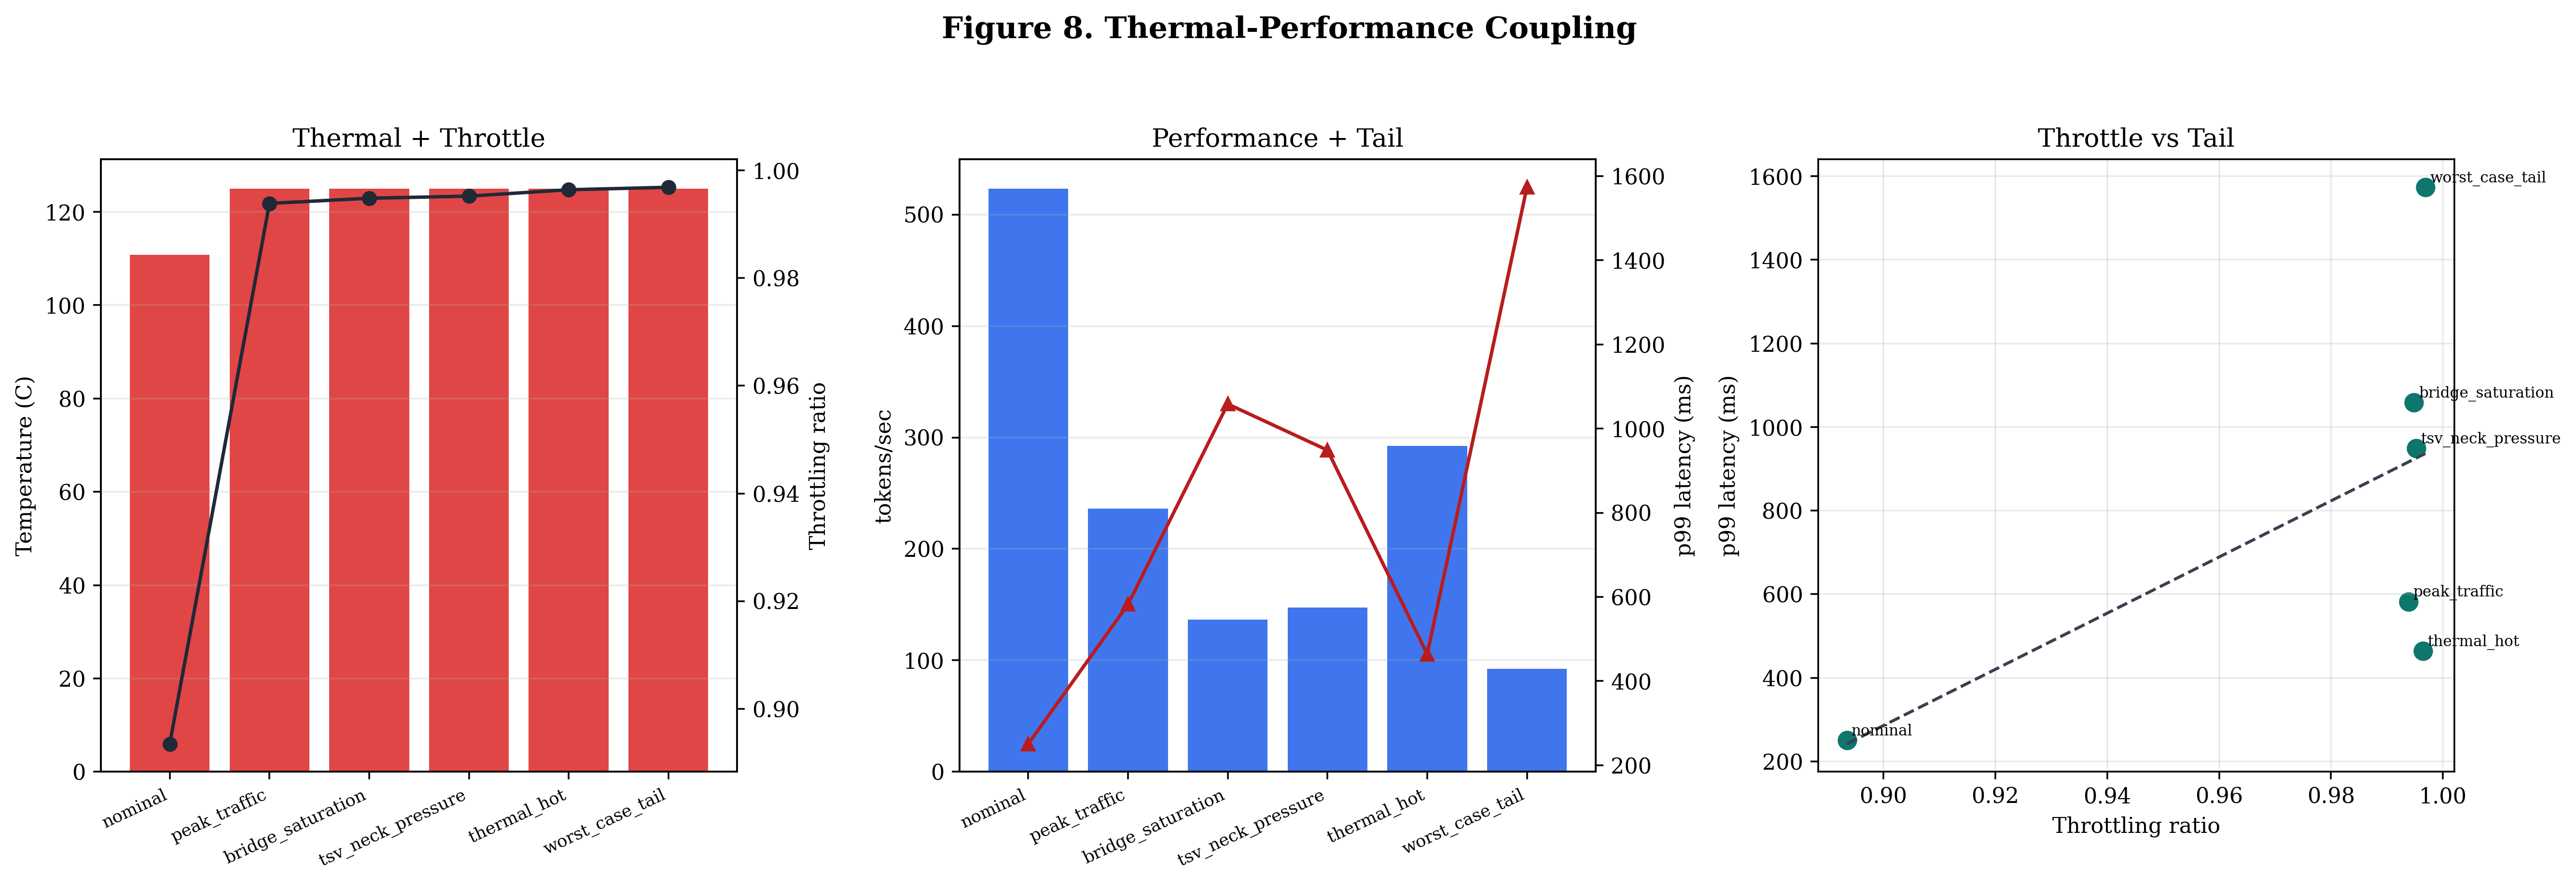 Figure 8. Thermal-Performance Coupling
Thermal + Throttle
Temperature (C)
120
100
80
60
40
20
0
1.00
0.98
0.96
0.94
0.92
0.90
Throttling ratio
nominal
peak_traffic
bridge_saturation
tsv_neck_pressure
thermal_hot
worst_case_tail
Performance + Tail
tokens/sec
500
400
300
200
100
0
1600
1400
1200
1000
800
600
400
200
p99 latency (ms)
nominal
peak_traffic
bridge_saturation
tsv_neck_pressure
thermal_hot
worst_case_tail
Throttle vs Tail
p99 latency (ms)
1600
1400
1200
1000
800
600
400
200
worst_case_tail
bridge_saturation
tsv_neck_pressure
peak_traffic
thermal_hot
nominal
0.90
0.92
0.94
0.96
0.98
1.00
Throttling ratio